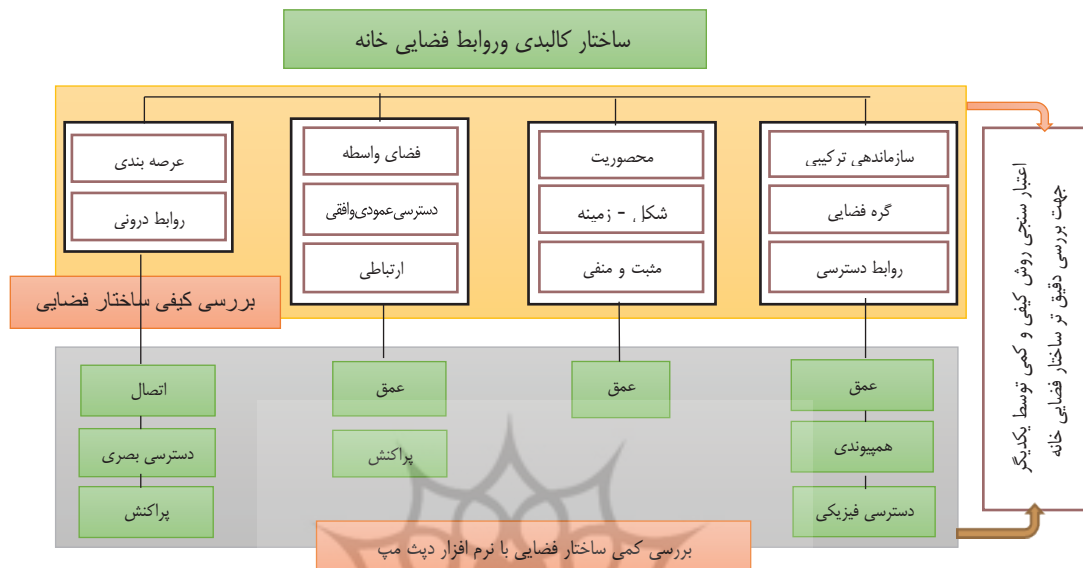 ساختار کالبدی وروابط فضایی خانه
سازماندهی ترکیبی
گره فضایی
روابط دسترسی
محصوریت
شکل - زمینه
مثبت و منفی
فضای واسطه
دسترسی عمودی‌وافقی
ارتباطی
عرصه بندی
روابط درونی
بررسی کیفی ساختار فضایی
عمق
همپیوندی
دسترسی فیزیکی
عمق
عمق
پراکنش
اتصال
دسترسی بصری
پراکنش
بررسی کمی ساختار فضایی با نرم افزار دپث مپ
اعتبار سنجی روش کیفی و کمی توسط یکدیگر
جهت بررسی دقیق تر ساختار فضایی خانه